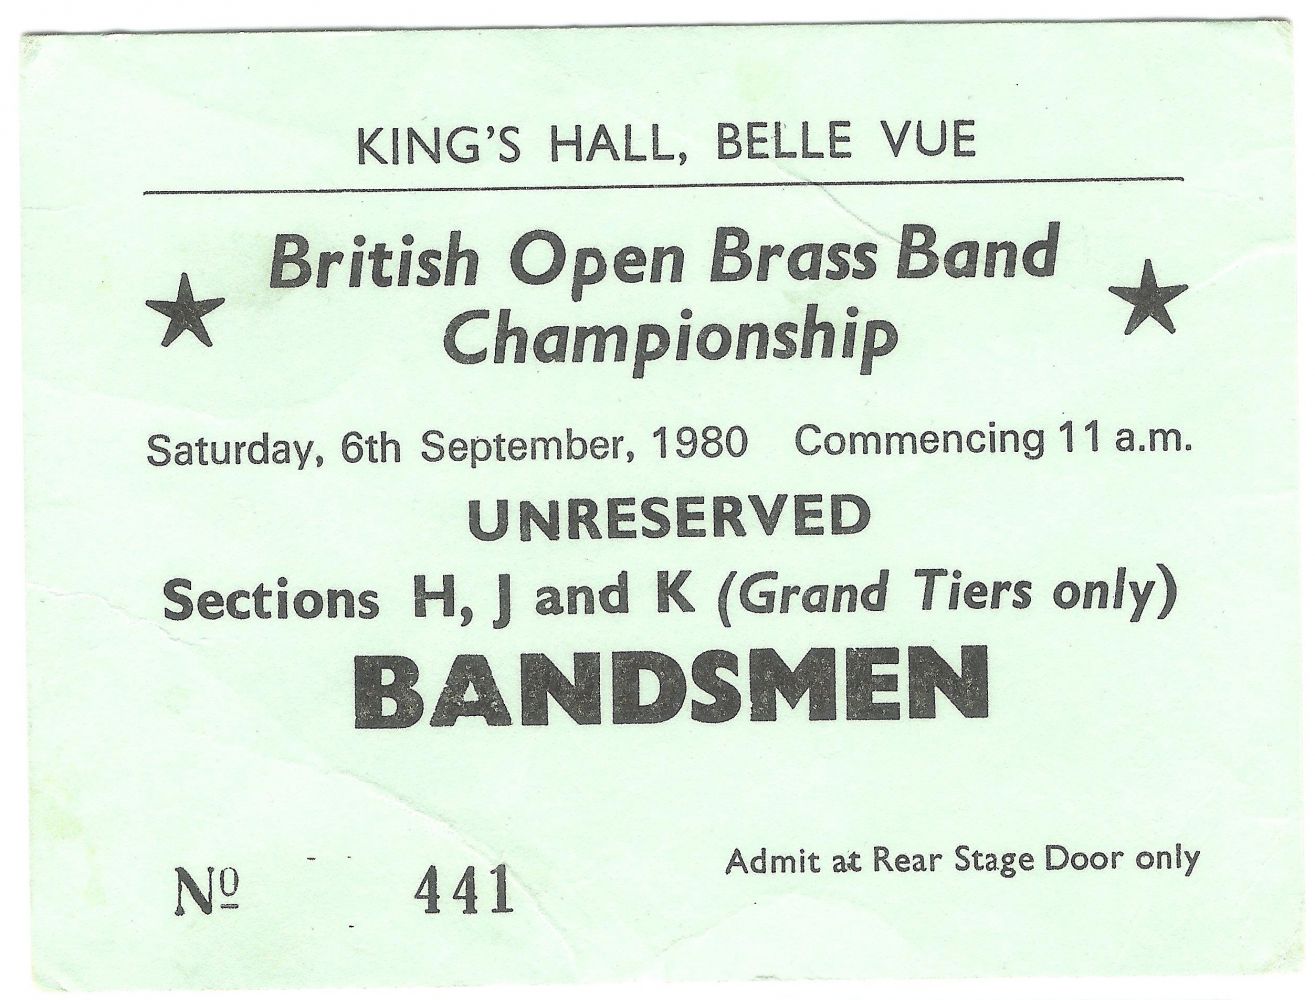 KING'S HALL, BELLE VUE
British Open Brass Band
Championship
Saturday, 6th September, 1980 Commencing 11 a.m.
UNRESERVED
Sections H, J and K (Grand Tiers only)
BANDSMEN
Nº 441
Admit at Rear Stage Door only